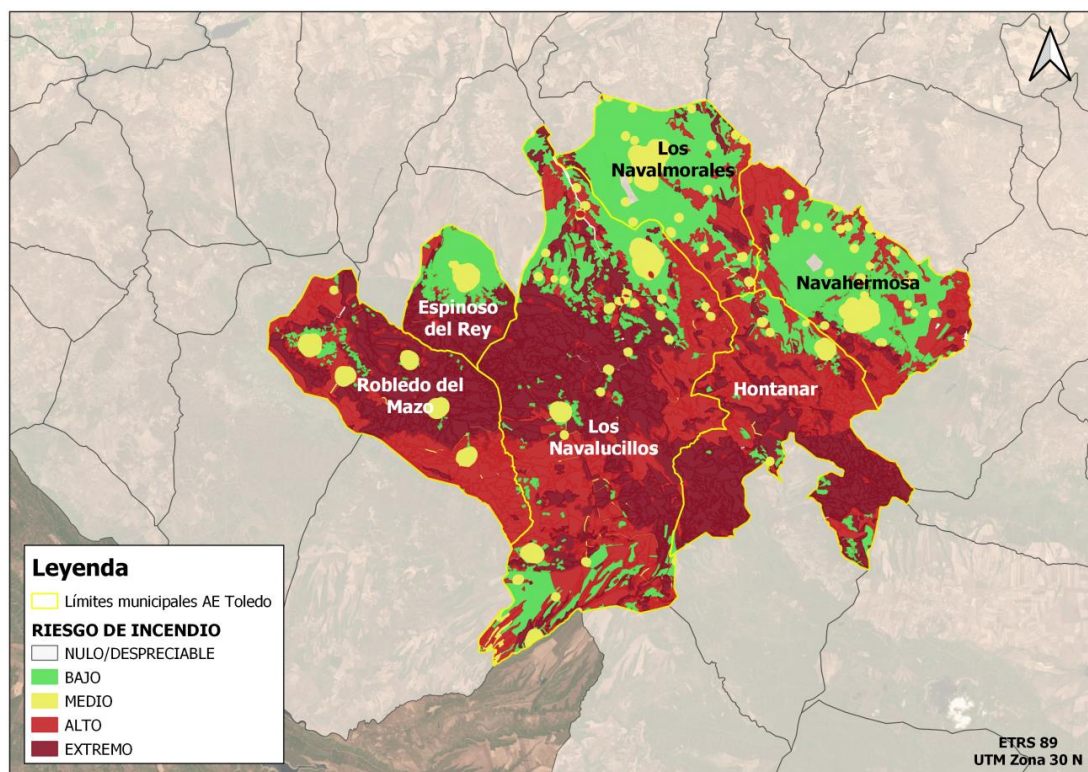 Los
Navalmorales
Navahermosa
Espinoso
del Rey
Hontanar
Robledo del
Mazo
Los
Navalucillos
Leyenda
Límites municipales AE Toledo
RIESGO DE INCENDIO
NULO/DESPRECIABLE
BAJO
MEDIO
ALTO
EXTREMO
ETRS 89
UTM Zona 30 N